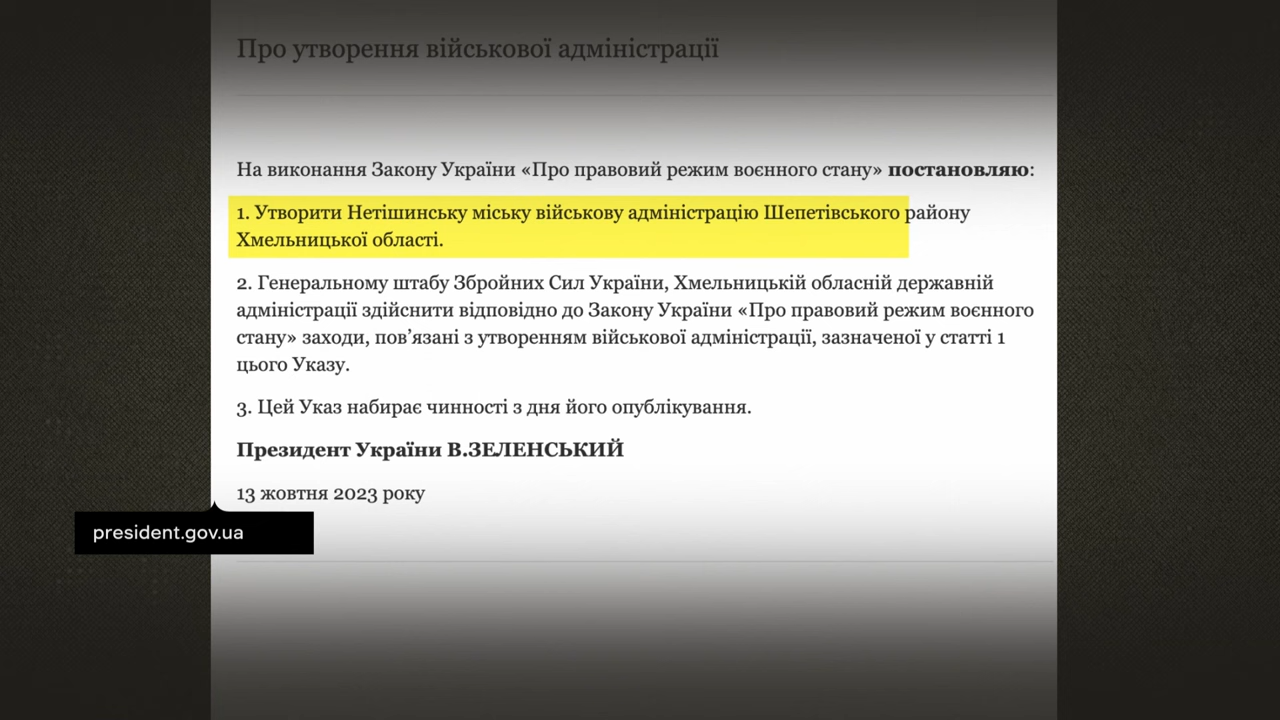 Про утворення військової адміністрації
На виконання Закону України «Про правовий режим воєнного стану» постановляю:
1. Утворити Нетішинську міську військову адміністрацію Шепетівського району
Хмельницької області.
2. Генеральному штабу Збройних Сил України, Хмельницькій обласній державній
адміністрації здійснити відповідно до Закону України «Про правовий режим воєнного
стану» заходи, пов’язані з утворенням військової адміністрації, зазначеної у статті 1
цього Указу.
3. Цей Указ набирає чинності з дня його опублікування.
Президент України В.ЗЕЛЕНСЬКИЙ
13 жовтня 2023 року
president.gov.ua